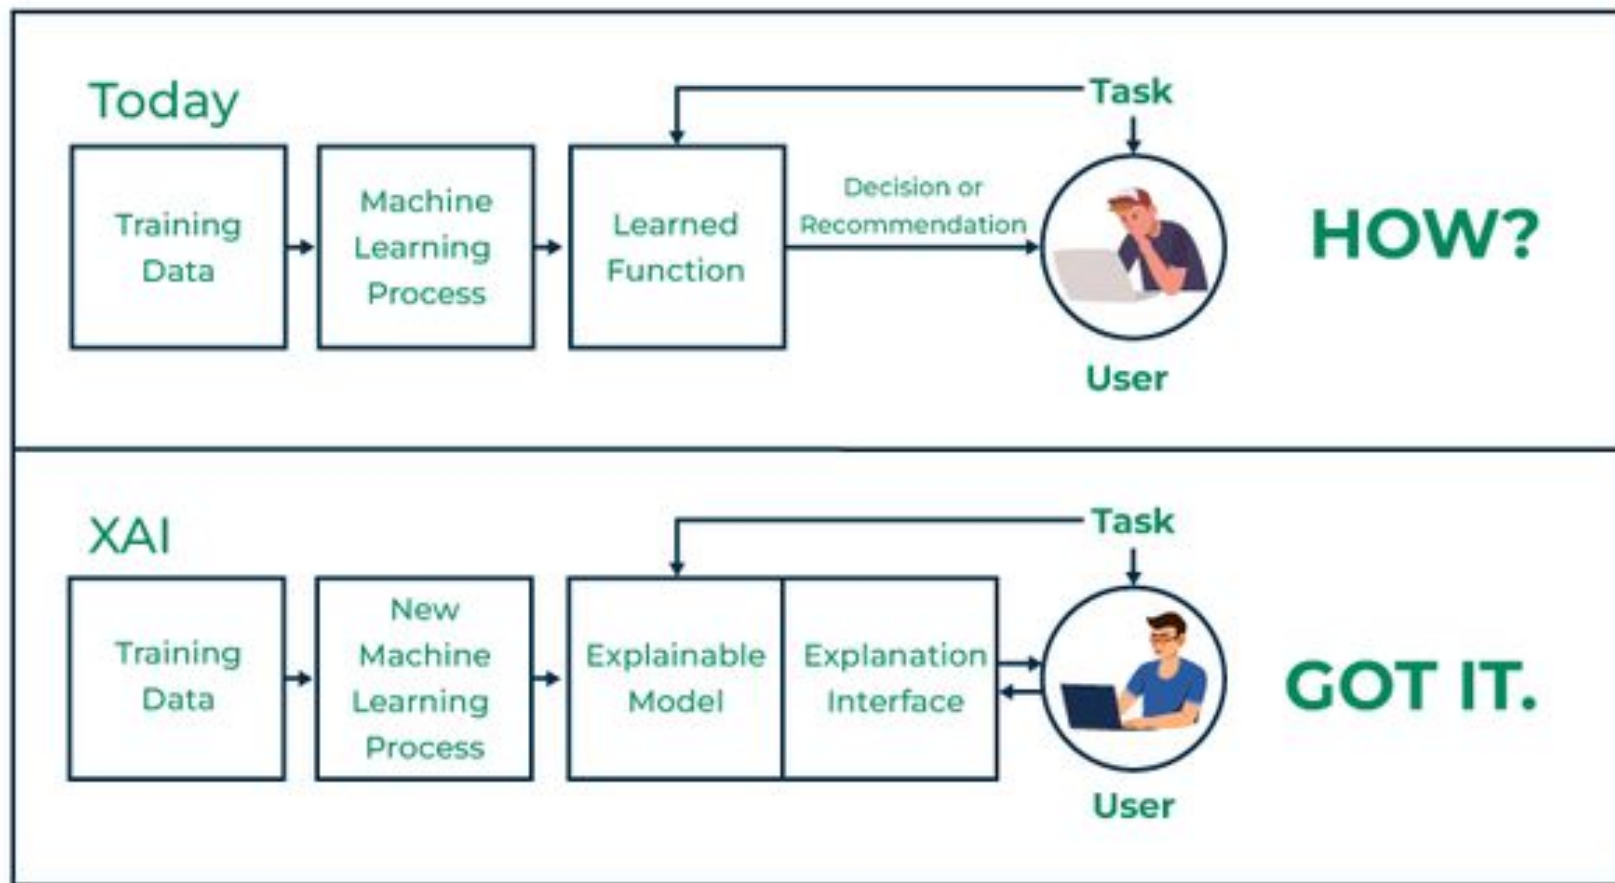 Today
Task
Training
Data
Machine
Learning
Process
Learned
Function
Decision or
Recommendation
User
HOW?
XAI
Task
Training
Data
New
Machine
Learning
Process
Explainable
Model
Explanation
Interface
User
GOT IT.